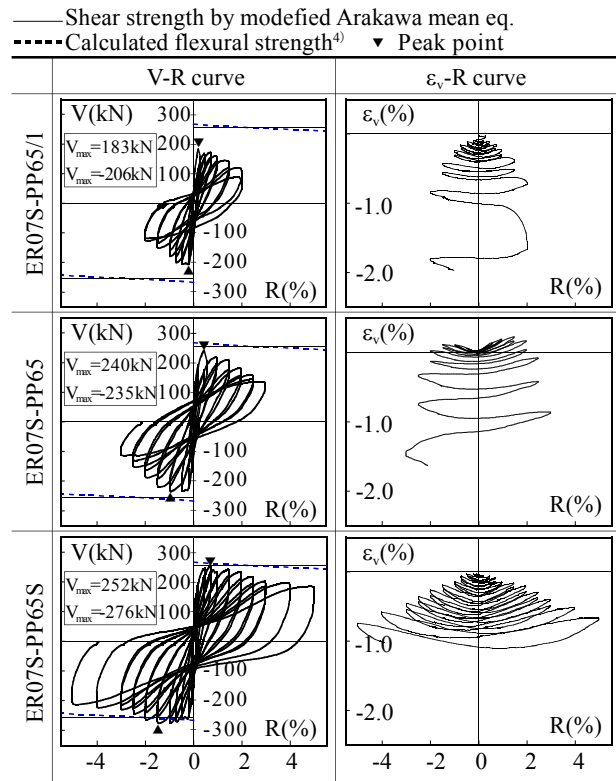 Shear strength by modefied Arakawa mean eq.
Calculated flexural strength⁴⁾ ▼ Peak point
V-R curve
εv-R curve
ER07S-PP65/1
V(kN)
Vmax=183kN
Vmax=-206kN
300
200
100
-100
-200
-300
R(%)
εv(%)
-1.0
-2.0
R(%)
ER07S-PP65
V(kN)
Vmax=240kN
Vmax=-235kN
300
200
100
-100
-200
-300
R(%)
εv(%)
-1.0
-2.0
R(%)
ER07S-PP65S
V(kN)
Vmax=252kN
Vmax=-276kN
300
200
100
-100
-200
-300
R(%)
εv(%)
-1.0
-2.0
R(%)
-4 -2 0 2 4
-4 -2 0 2 4